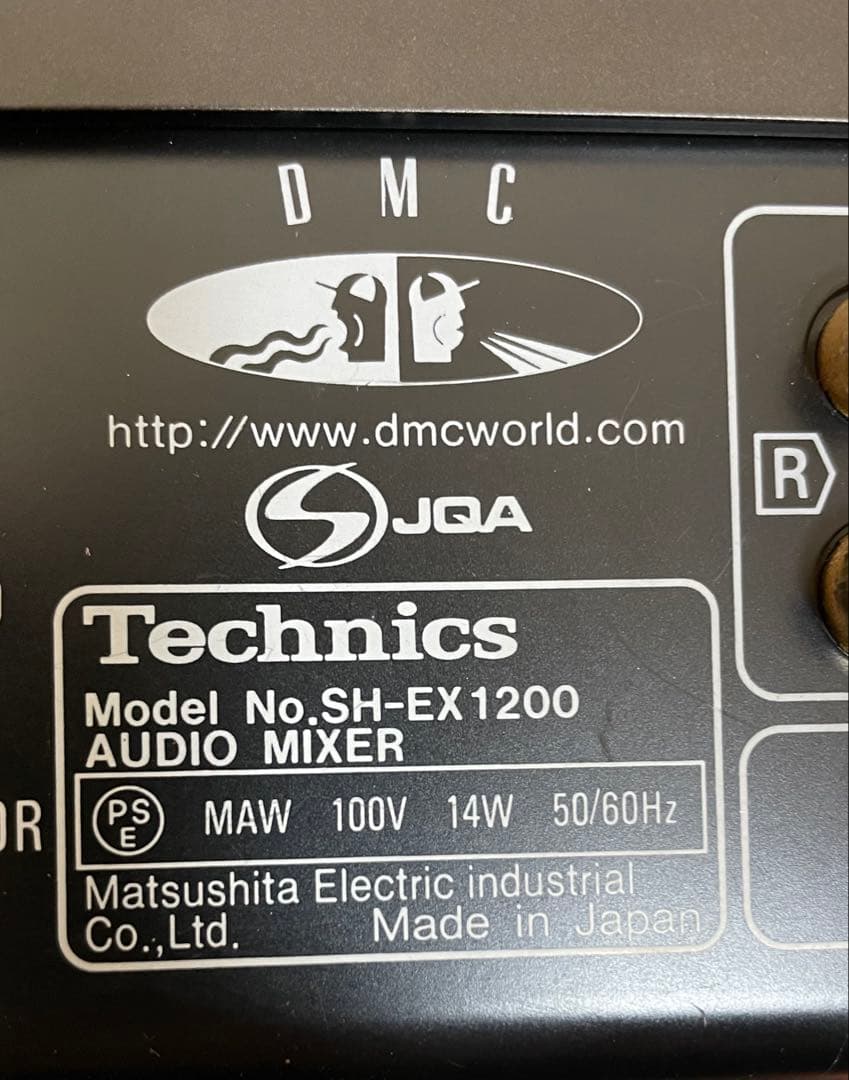 D M C
http://www.dmcworld.com
JQA
R
Technics
Model No.SH-EX1200
AUDIO MIXER
OR
PS
E
MAW 100V 14W 50/60Hz
Matsushita Electric industrial
Co.,Ltd. Made in Japan